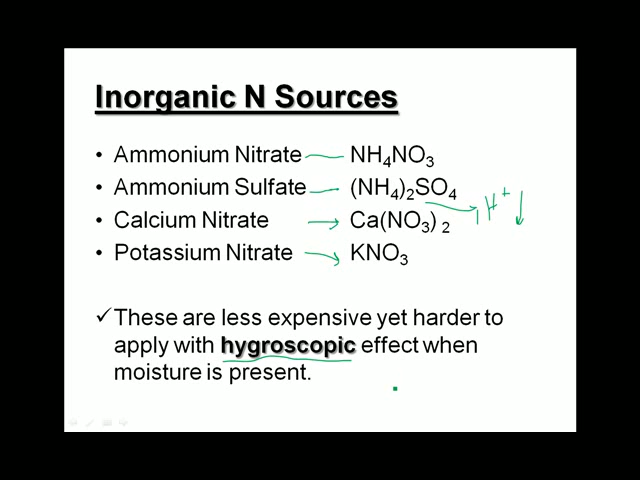 Inorganic N Sources
• Ammonium Nitrate NH4NO3
• Ammonium Sulfate (NH4)2SO4
• Calcium Nitrate → Ca(NO3) 2
• Potassium Nitrate → KNO3
H+ ↓
✓ These are less expensive yet harder to
apply with hygroscopic effect when
moisture is present.